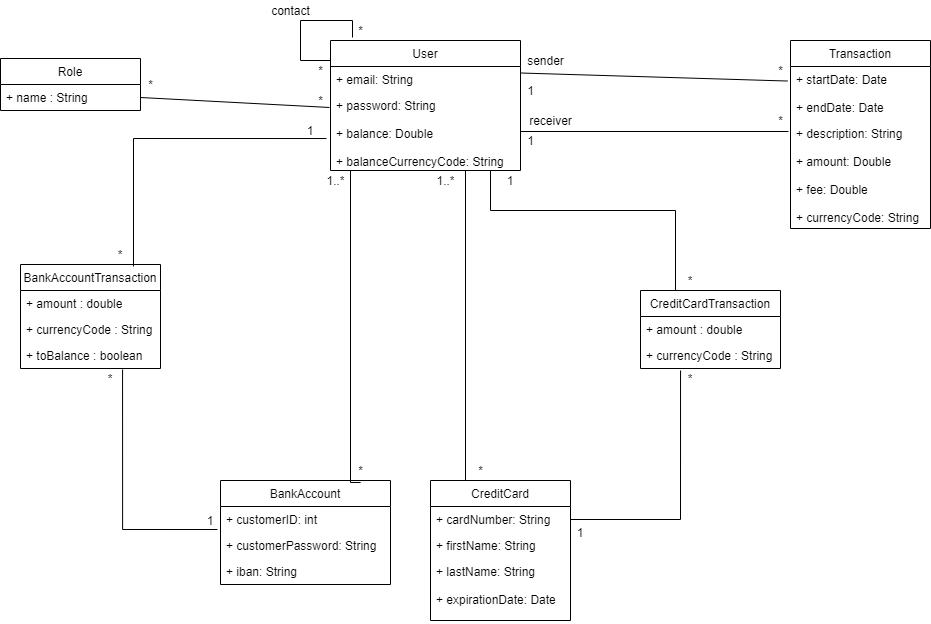 contact
*
*
User
+ email: String
+ password: String
+ balance: Double
+ balanceCurrencyCode: String
Role
+ name : String
*
*
sender
1
*
receiver
1
*
Transaction
+ startDate: Date
+ endDate: Date
+ description: String
+ amount: Double
+ fee: Double
+ currencyCode: String
1
1..*
1..*
1
*
BankAccountTransaction
+ amount : double
+ currencyCode : String
+ toBalance : boolean
*
*
CreditCardTransaction
+ amount : double
+ currencyCode : String
*
*
*
1
BankAccount
+ customerID: int
+ customerPassword: String
+ iban: String
CreditCard
+ cardNumber: String
+ firstName: String
+ lastName: String
+ expirationDate: Date
1